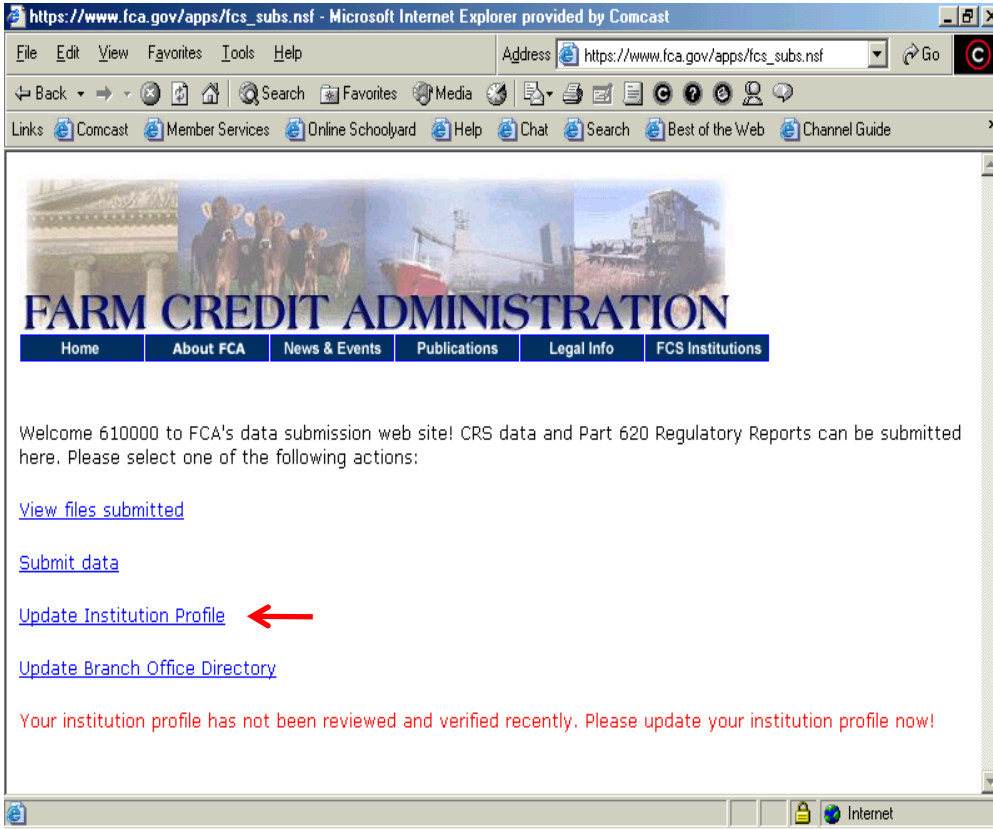 https://www.fca.gov/apps/fcs_subs.nsf - Microsoft Internet Explorer provided by Comcast
File Edit View Favorites Tools Help Address https://www.fca.gov/apps/fcs_subs.nsf Go
Back Search Favorites Media
Links Comcast Member Services Online Schoolyard Help Chat Search Best of the Web Channel Guide
FARM CREDIT ADMINISTRATION
Home About FCA News & Events Publications Legal Info FCS Institutions
Welcome 610000 to FCA's data submission web site! CRS data and Part 620 Regulatory Reports can be submitted
here. Please select one of the following actions:
View files submitted
Submit data
Update Institution Profile
Update Branch Office Directory
Your institution profile has not been reviewed and verified recently. Please update your institution profile now!
Internet